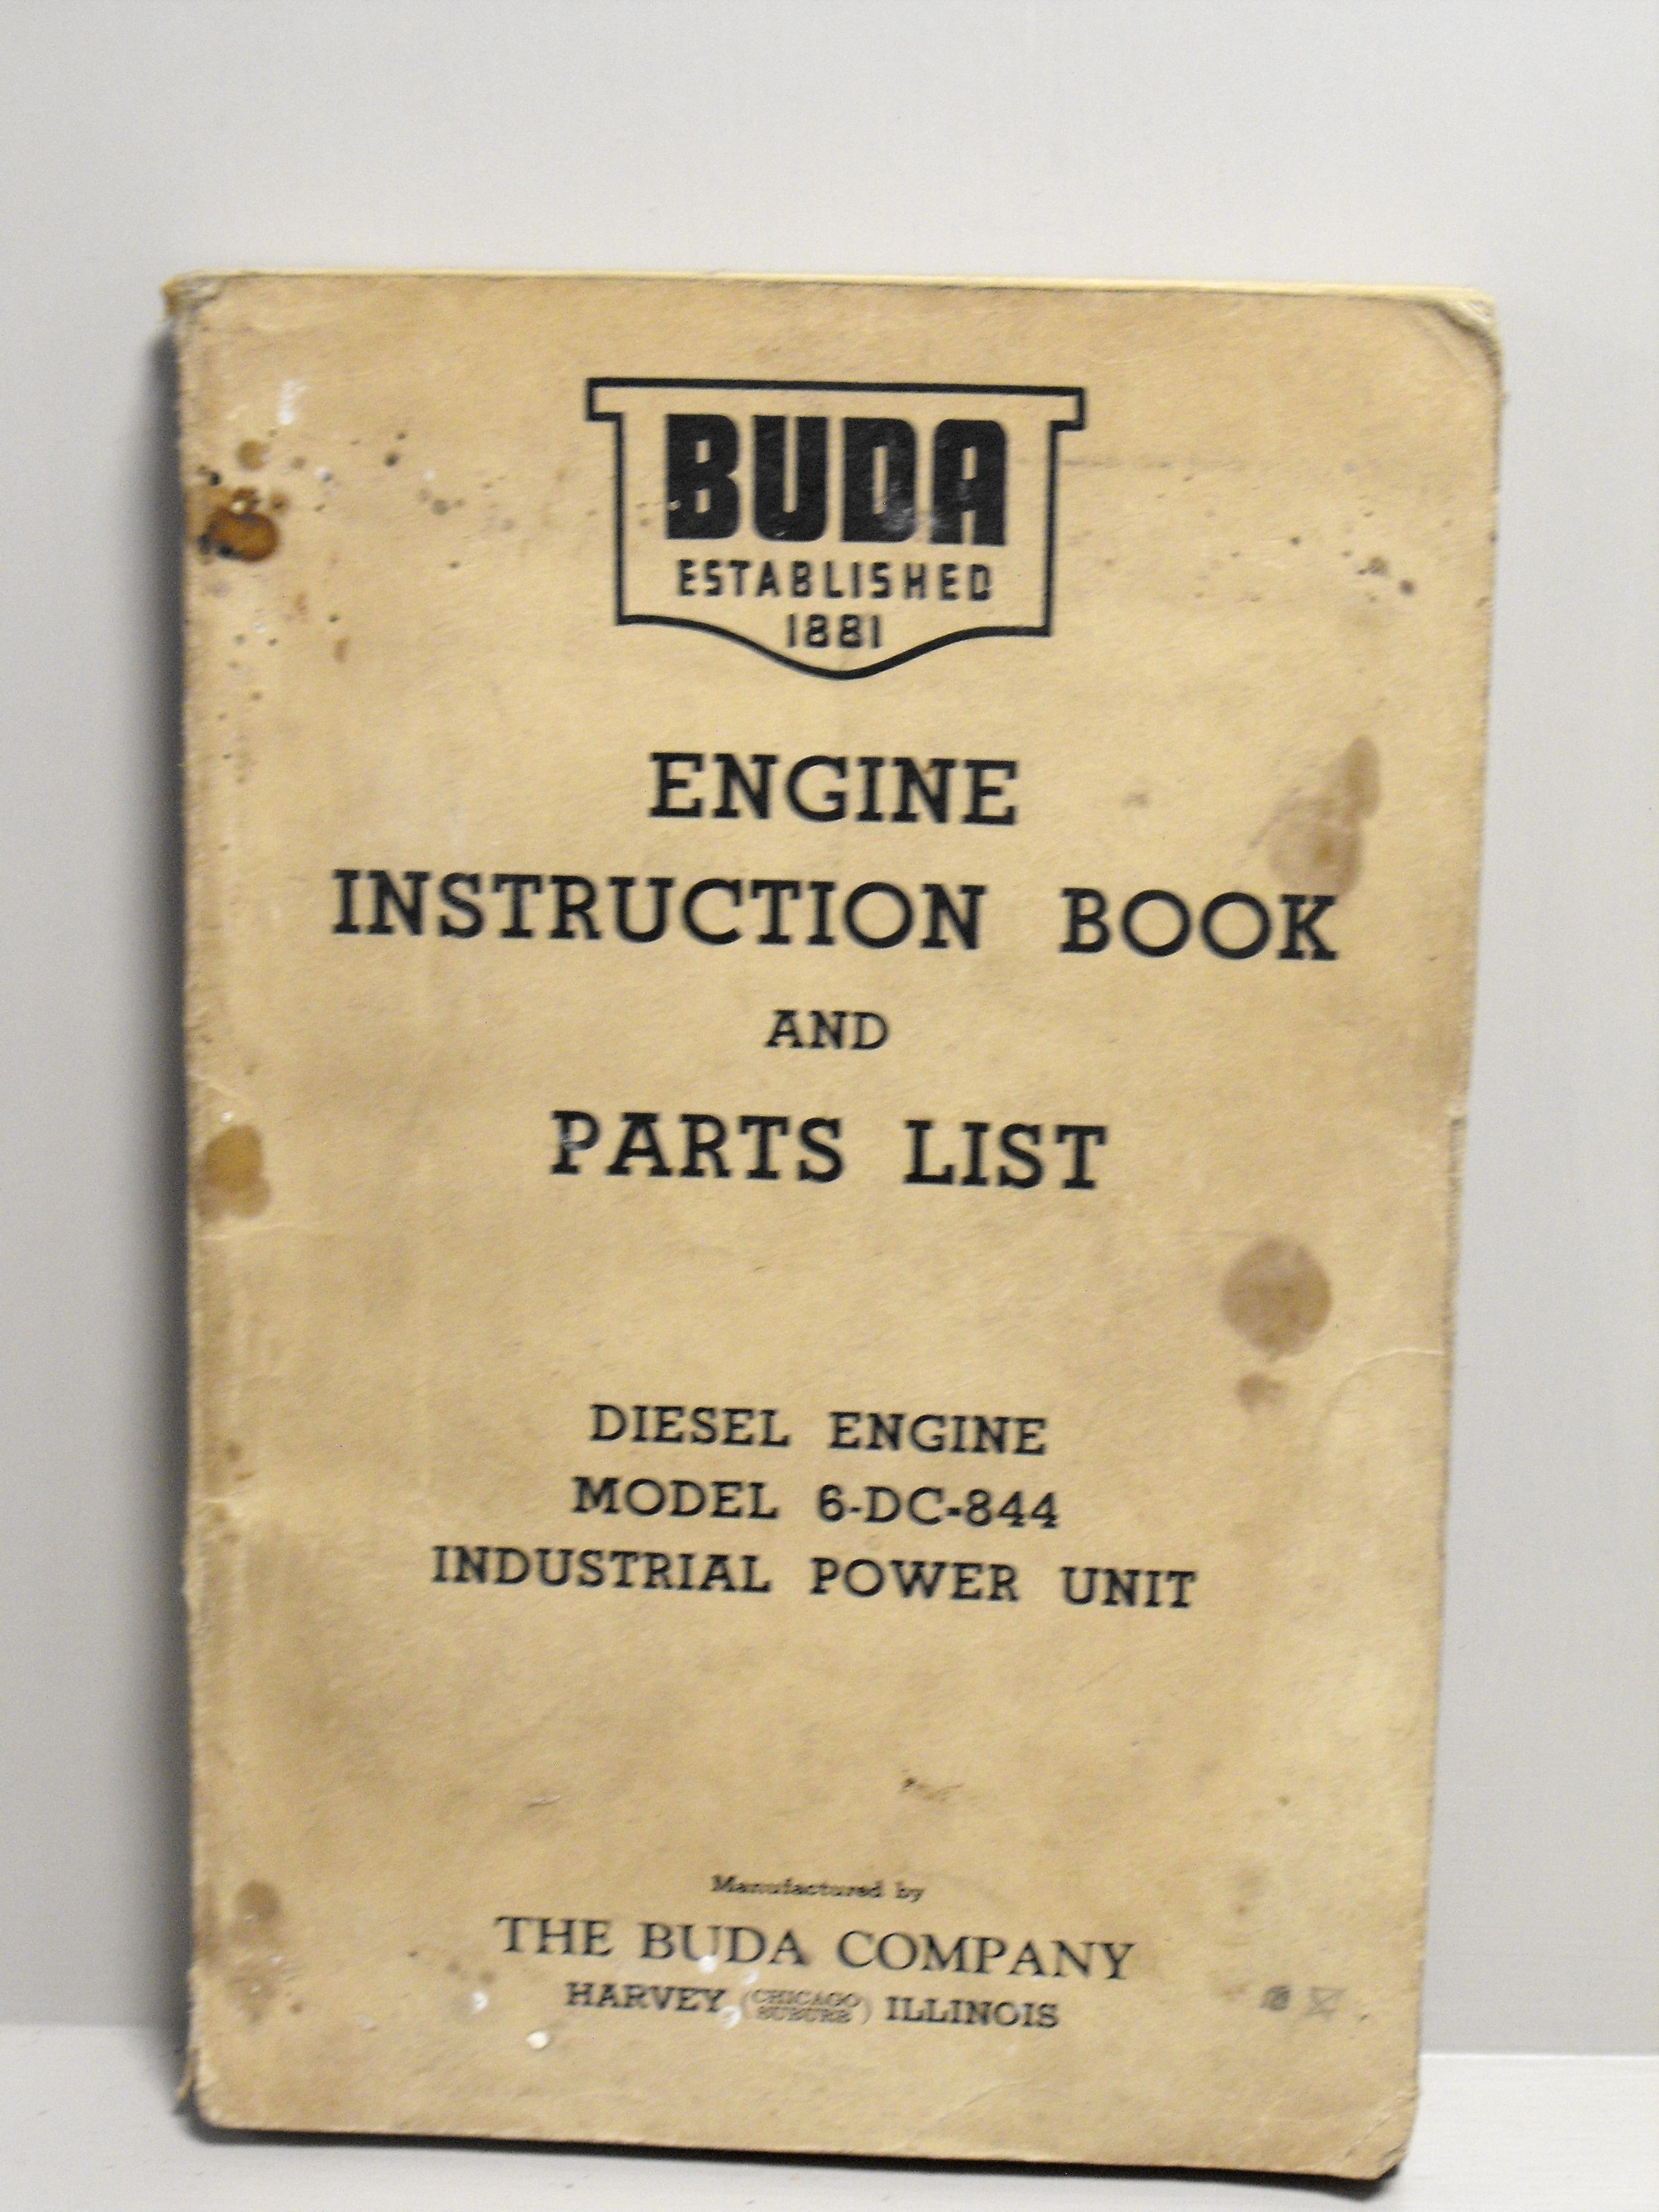 BUDA
ESTABLISHED
1881
ENGINE
INSTRUCTION BOOK
AND
PARTS LIST
DIESEL ENGINE
MODEL 6-DC-844
INDUSTRIAL POWER UNIT
Manufactured by
THE BUDA COMPANY
HARVEY (CHICAGO SUBURB) ILLINOIS